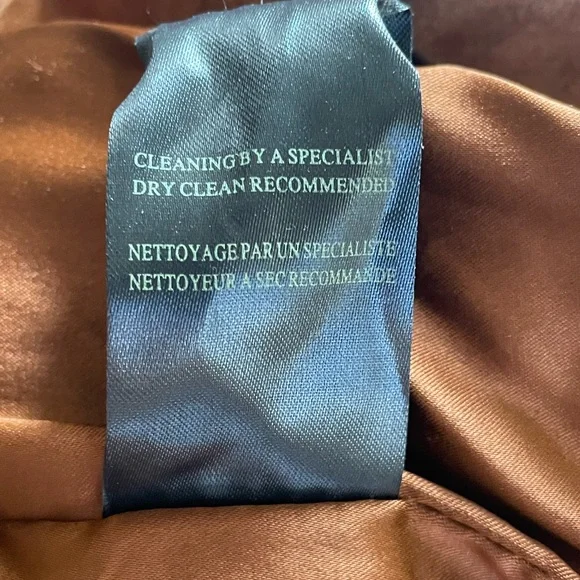 CLEANING BY A SPECIALIST
DRY CLEAN RECOMMENDED
NETTOYAGE PAR UN SPECIALISTE
NETTOYEUR A SEC RECOMMANDE